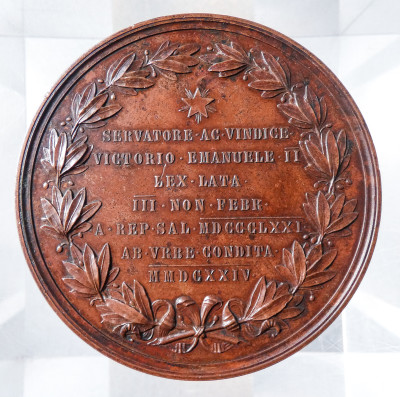 SERVATORE·AC·VINDICE
VICTORIO·EMANUELE·II
LEX·LATA
III·NON·FEBR
A·REP·SAL·MDCCCLXXI
AB·VRBE·CONDITA
MMDCXXIV